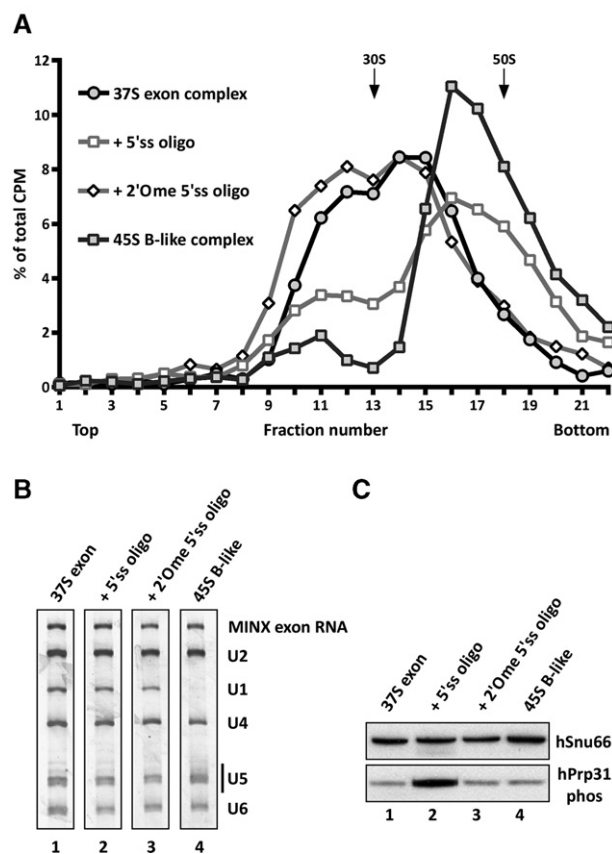 A
12
10
8
6
4
2
0
% of total CPM
37S exon complex
+ 5'ss oligo
+ 2'Ome 5'ss oligo
45S B-like complex
30S
50S
1 3 5 7 9 11 13 15 17 19 21
Top Fraction number Bottom
B
37S exon
+ 5'ss oligo
+ 2'Ome 5'ss oligo
45S B-like
MINX exon RNA
U2
U1
U4
U5
U6
1 2 3 4
C
37S exon
+ 5'ss oligo
+ 2'Ome 5'ss oligo
45S B-like
hSnu66
hPrp31
phos
1 2 3 4